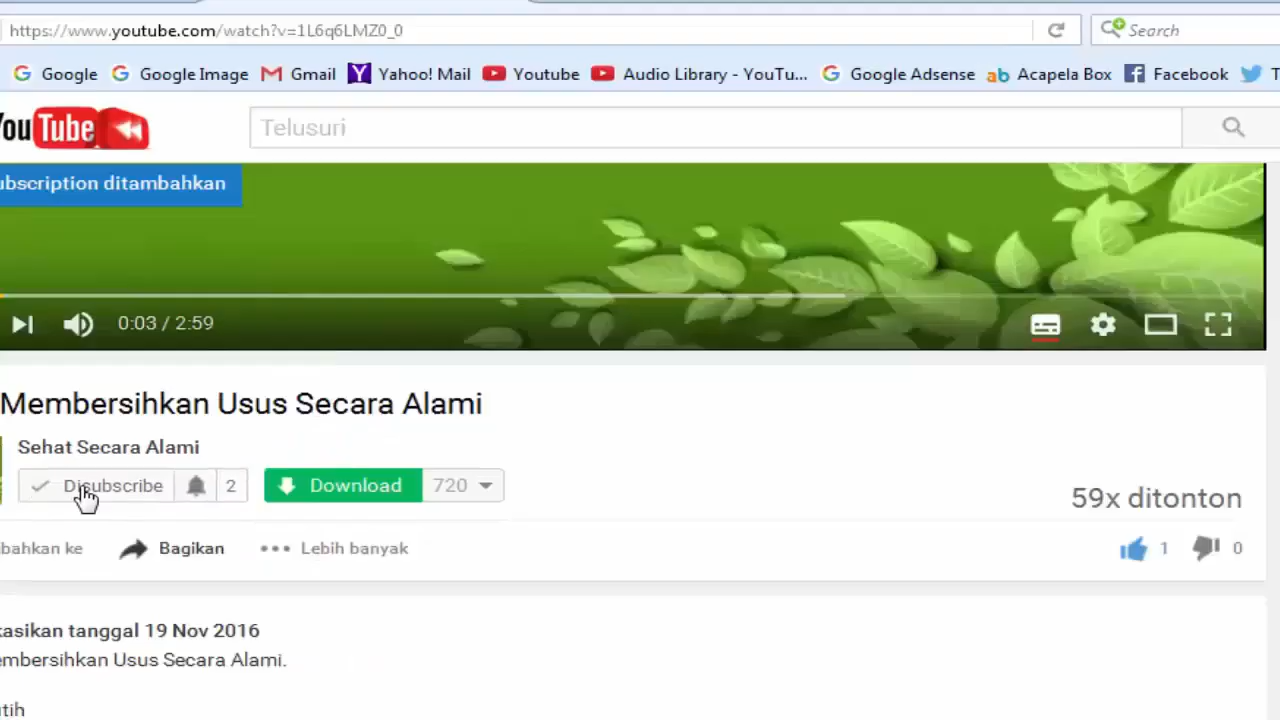 https://www.youtube.com/watch?v=1L6q6LMZ0_0 Search
Google Google Image Gmail Yahoo! Mail Youtube Audio Library - YouTu... Google Adsense ab Acapela Box Facebook T
YouTube Telusuri
ubscription ditambahkan
0:03 / 2:59
Membersihkan Usus Secara Alami
Sehat Secara Alami
Disubscribe 2 Download 720
59x ditonton
bahkan ke Bagikan Lebih banyak 1 0
kasikan tanggal 19 Nov 2016
embersihkan Usus Secara Alami.
utih